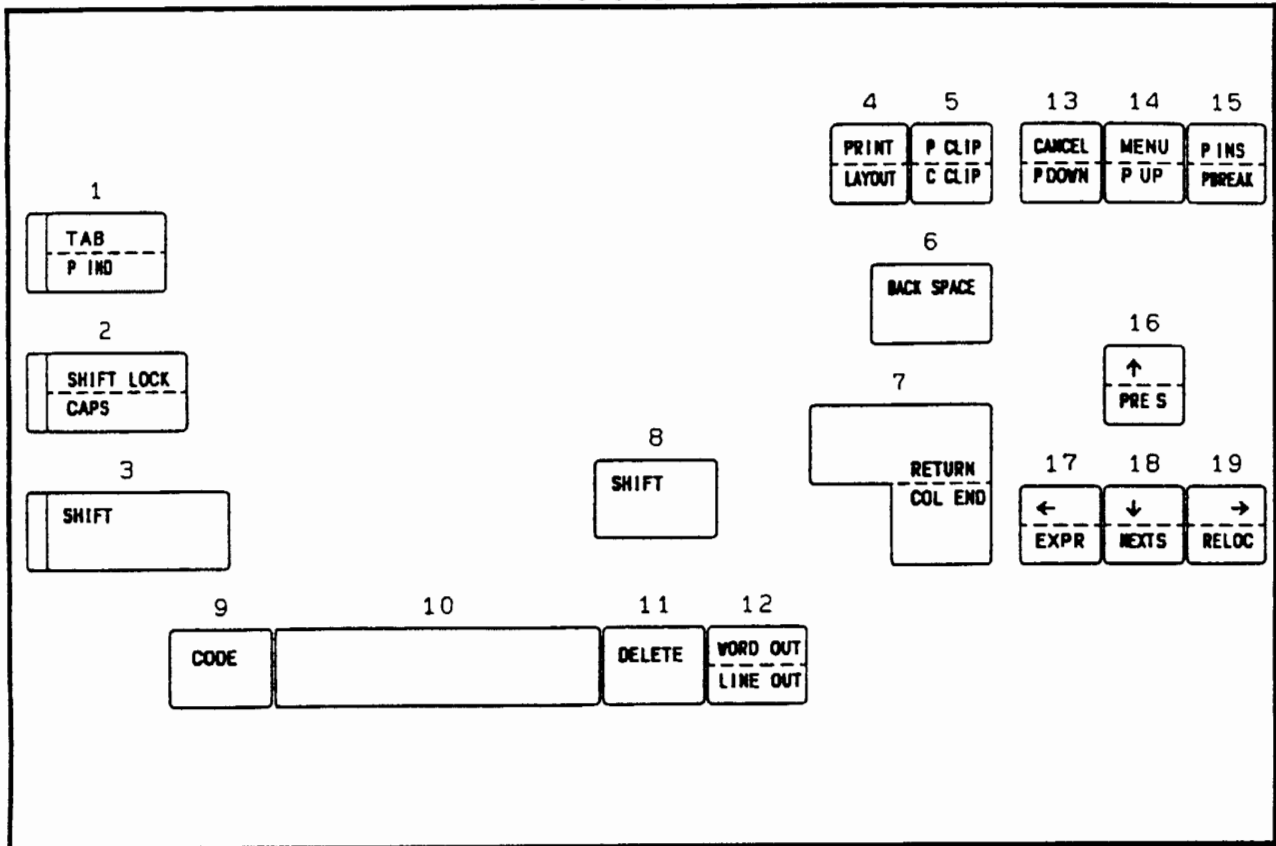 4 5 13 14 15
PRINT P CLIP CANCEL MENU P INS
LAYOUT C CLIP P DOWN P UP PBREAK
1
TAB
P IND
6
BACK SPACE
2
SHIFT LOCK
CAPS
16
↑
PRE S
7
RETURN
COL END
3
SHIFT
8
SHIFT
17 18 19
← ↓ →
EXPR NEXTS RELOC
9 10 11 12
CODE DELETE WORD OUT
LINE OUT